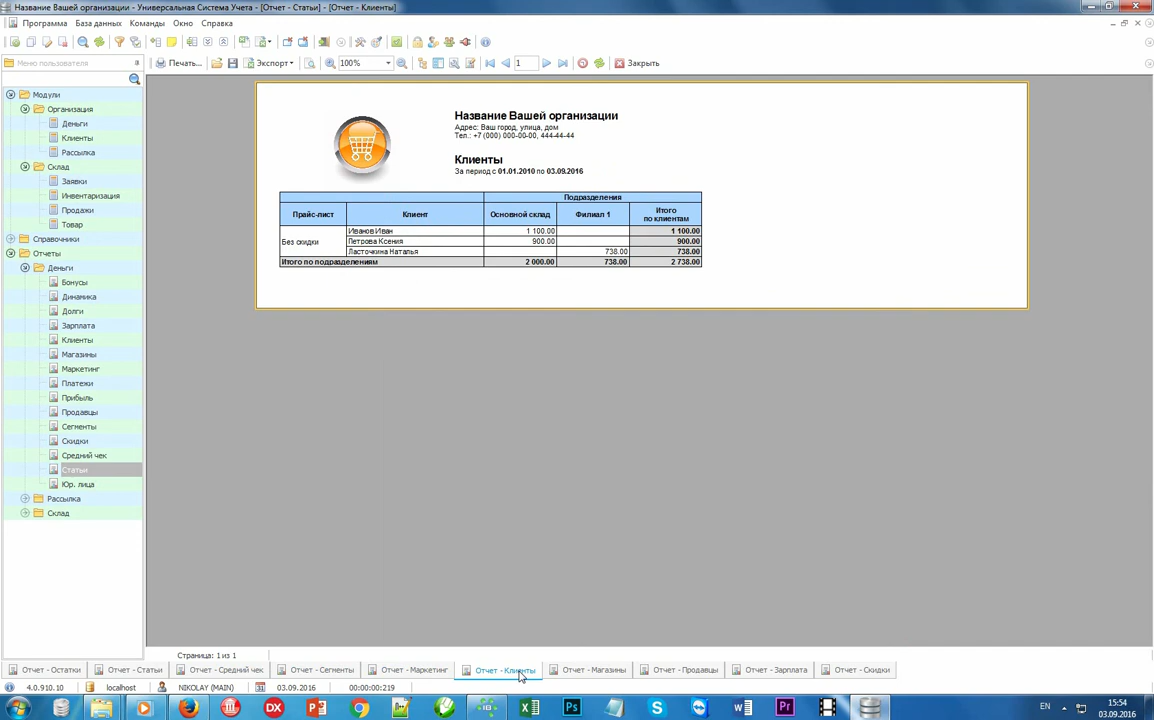 Название Вашей организации - Универсальная Система Учета - [Отчет - Статьи] - [Отчет - Клиенты]
Программа База данных Команды Окно Справка
Меню пользователя
Печать... Экспорт 100% 1 Закрыть
Модули
Организация
Деньги
Клиенты
Рассылка
Склад
Заявки
Инвентаризация
Продажи
Товар
Справочники
Отчеты
Деньги
Бонусы
Динамика
Долги
Зарплата
Клиенты
Магазины
Маркетинг
Платежи
Прибыль
Продавцы
Сегменты
Скидки
Средний чек
Статьи
Юр. лица
Рассылка
Склад
Название Вашей организации
Адрес: Ваш город, улица, дом
Тел.: +7 (000) 000-00-00, 444-44-44
Клиенты
За период с 01.01.2010 по 03.09.2016
Подразделения
Прайс-лист Клиент Основной склад Филиал 1 Итого по клиентам
Без скидки
Иванов Иван 1 100.00 1 100.00
Петрова Ксения 900.00 900.00
Ласточкина Наталья 738.00 738.00
Итого по подразделениям 2 000.00 738.00 2 738.00
Страница: 1 из 1
Отчет - Остатки Отчет - Статьи Отчет - Средний чек Отчет - Сегменты Отчет - Маркетинг Отчет - Клиенты Отчет - Магазины Отчет - Продавцы Отчет - Зарплата Отчет - Скидки
4.0.910.10 localhost NIKOLAY (MAIN) 31 03.09.2016 00:00:00:219
EN 15:54
03.09.2016